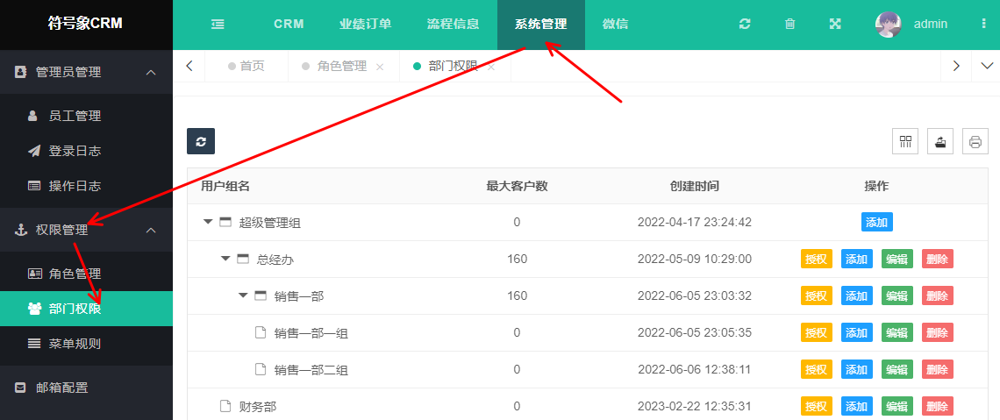 符号象CRM
CRM 业绩订单 流程信息 系统管理 微信 admin
首页 角色管理 部门权限
管理员管理
员工管理
登录日志
操作日志
权限管理
角色管理
部门权限
菜单规则
邮箱配置
用户组名 最大客户数 创建时间 操作
超级管理组 0 2022-04-17 23:24:42 添加
总经办 160 2022-05-09 10:29:00 授权 添加 编辑 删除
销售一部 160 2022-06-05 23:03:32 授权 添加 编辑 删除
销售一部一组 0 2022-06-05 23:05:35 授权 添加 编辑 删除
销售一部二组 0 2022-06-06 12:38:11 授权 添加 编辑 删除
财务部 0 2023-02-22 12:35:31 授权 添加 编辑 删除